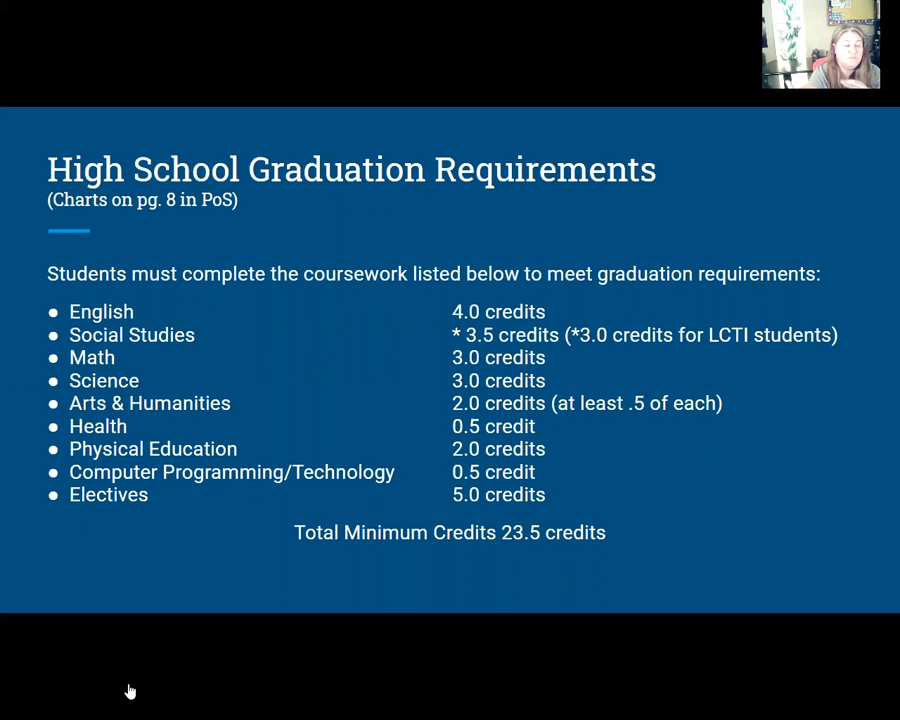 High School Graduation Requirements
(Charts on pg. 8 in PoS)
Students must complete the coursework listed below to meet graduation requirements:
● English 4.0 credits
● Social Studies * 3.5 credits (*3.0 credits for LCTI students)
● Math 3.0 credits
● Science 3.0 credits
● Arts & Humanities 2.0 credits (at least .5 of each)
● Health 0.5 credit
● Physical Education 2.0 credits
● Computer Programming/Technology 0.5 credit
● Electives 5.0 credits
Total Minimum Credits 23.5 credits